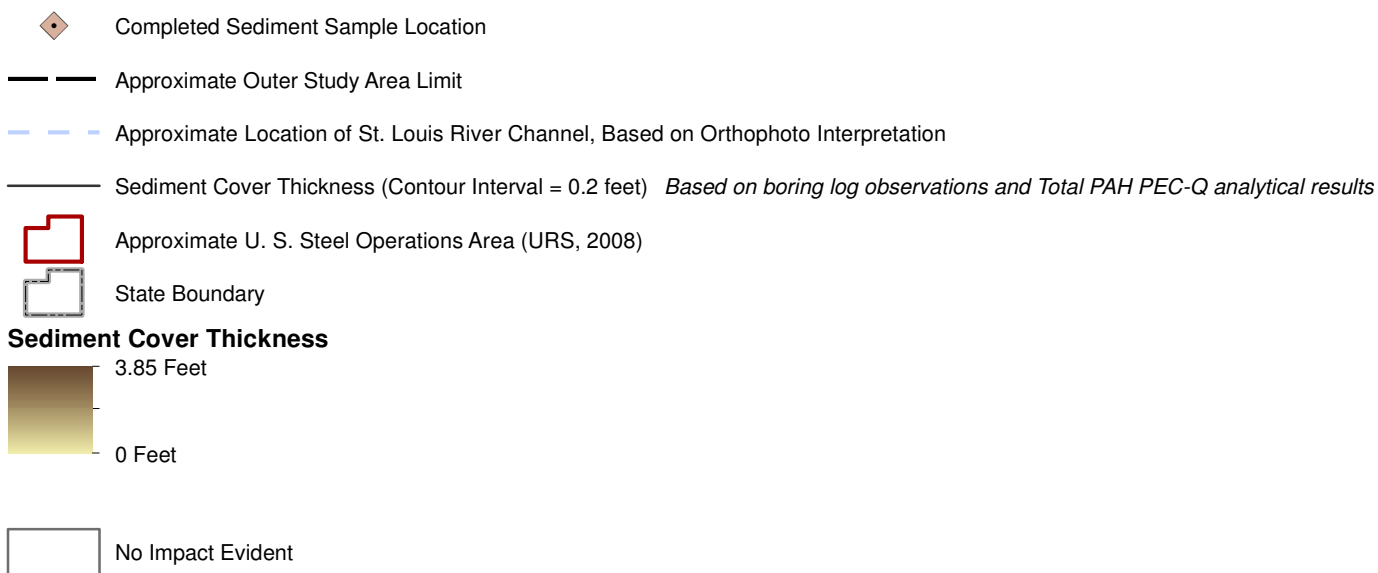 Completed Sediment Sample Location
Approximate Outer Study Area Limit
Approximate Location of St. Louis River Channel, Based on Orthophoto Interpretation
Sediment Cover Thickness (Contour Interval = 0.2 feet) Based on boring log observations and Total PAH PEC-Q analytical results
Approximate U. S. Steel Operations Area (URS, 2008)
State Boundary
Sediment Cover Thickness
3.85 Feet
0 Feet
No Impact Evident